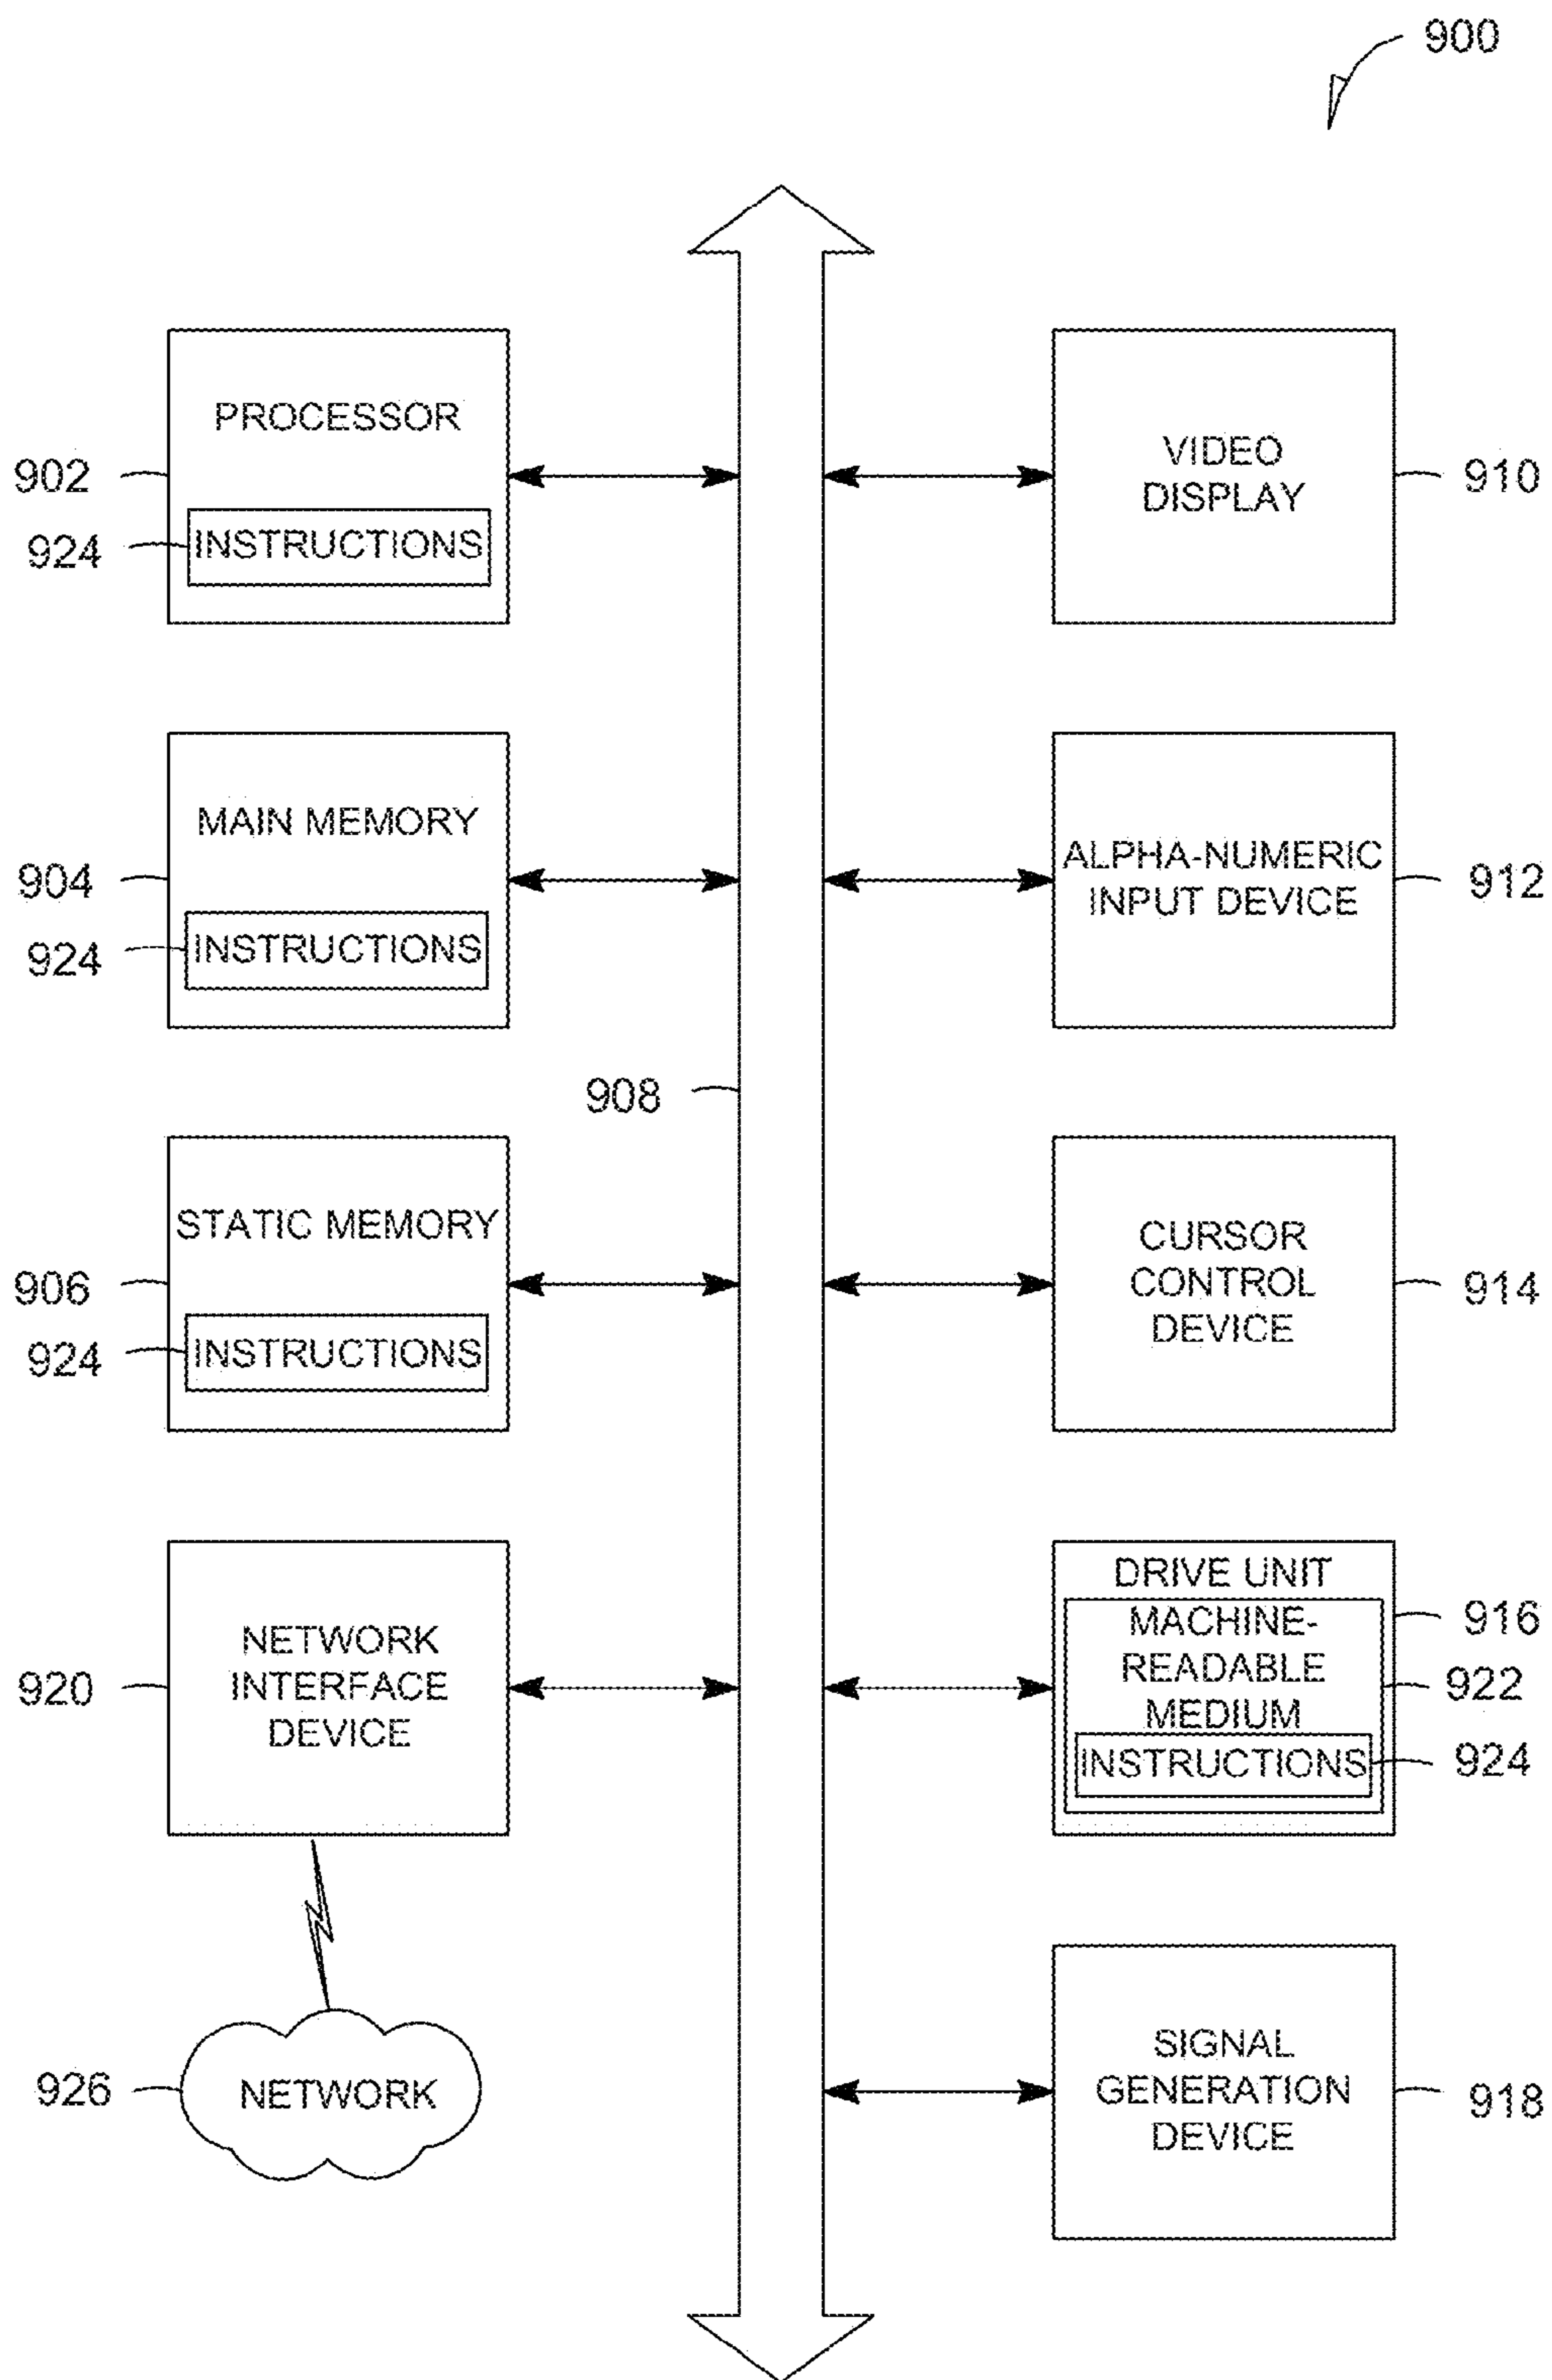 900
PROCESSOR
902
924
INSTRUCTIONS
VIDEO
DISPLAY
910
MAIN MEMORY
904
924
INSTRUCTIONS
ALPHA-NUMERIC
INPUT DEVICE
912
908
STATIC MEMORY
906
924
INSTRUCTIONS
CURSOR
CONTROL
DEVICE
914
920
NETWORK
INTERFACE
DEVICE
DRIVE UNIT
916
MACHINE-
READABLE
MEDIUM
922
INSTRUCTIONS
924
926
NETWORK
SIGNAL
GENERATION
DEVICE
918